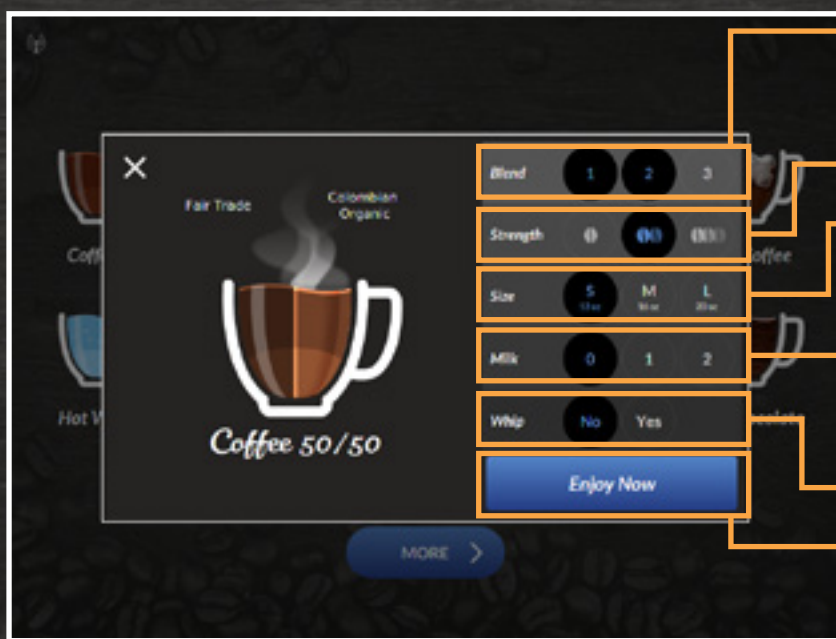 Fair Trade
Colombian
Organic
Coffee 50/50
Blend 1 2 3
Strength
Size S M L
Milk 0 1 2
Whip No Yes
Enjoy Now
MORE